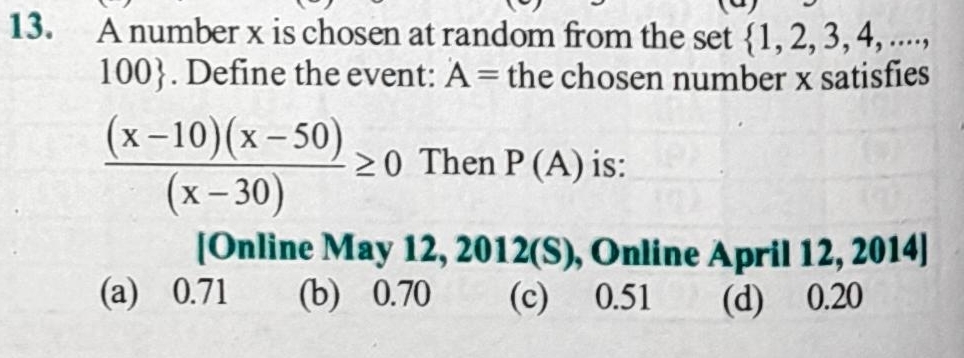 13. A number x is chosen at random from the set {1, 2, 3, 4, ....,
100}. Define the event: A = the chosen number x satisfies
(x – 10)(x – 50)
/ (x – 30) ≥ 0 Then P (A) is:
[Online May 12, 2012(S), Online April 12, 2014]
(a) 0.71 (b) 0.70 (c) 0.51 (d) 0.20